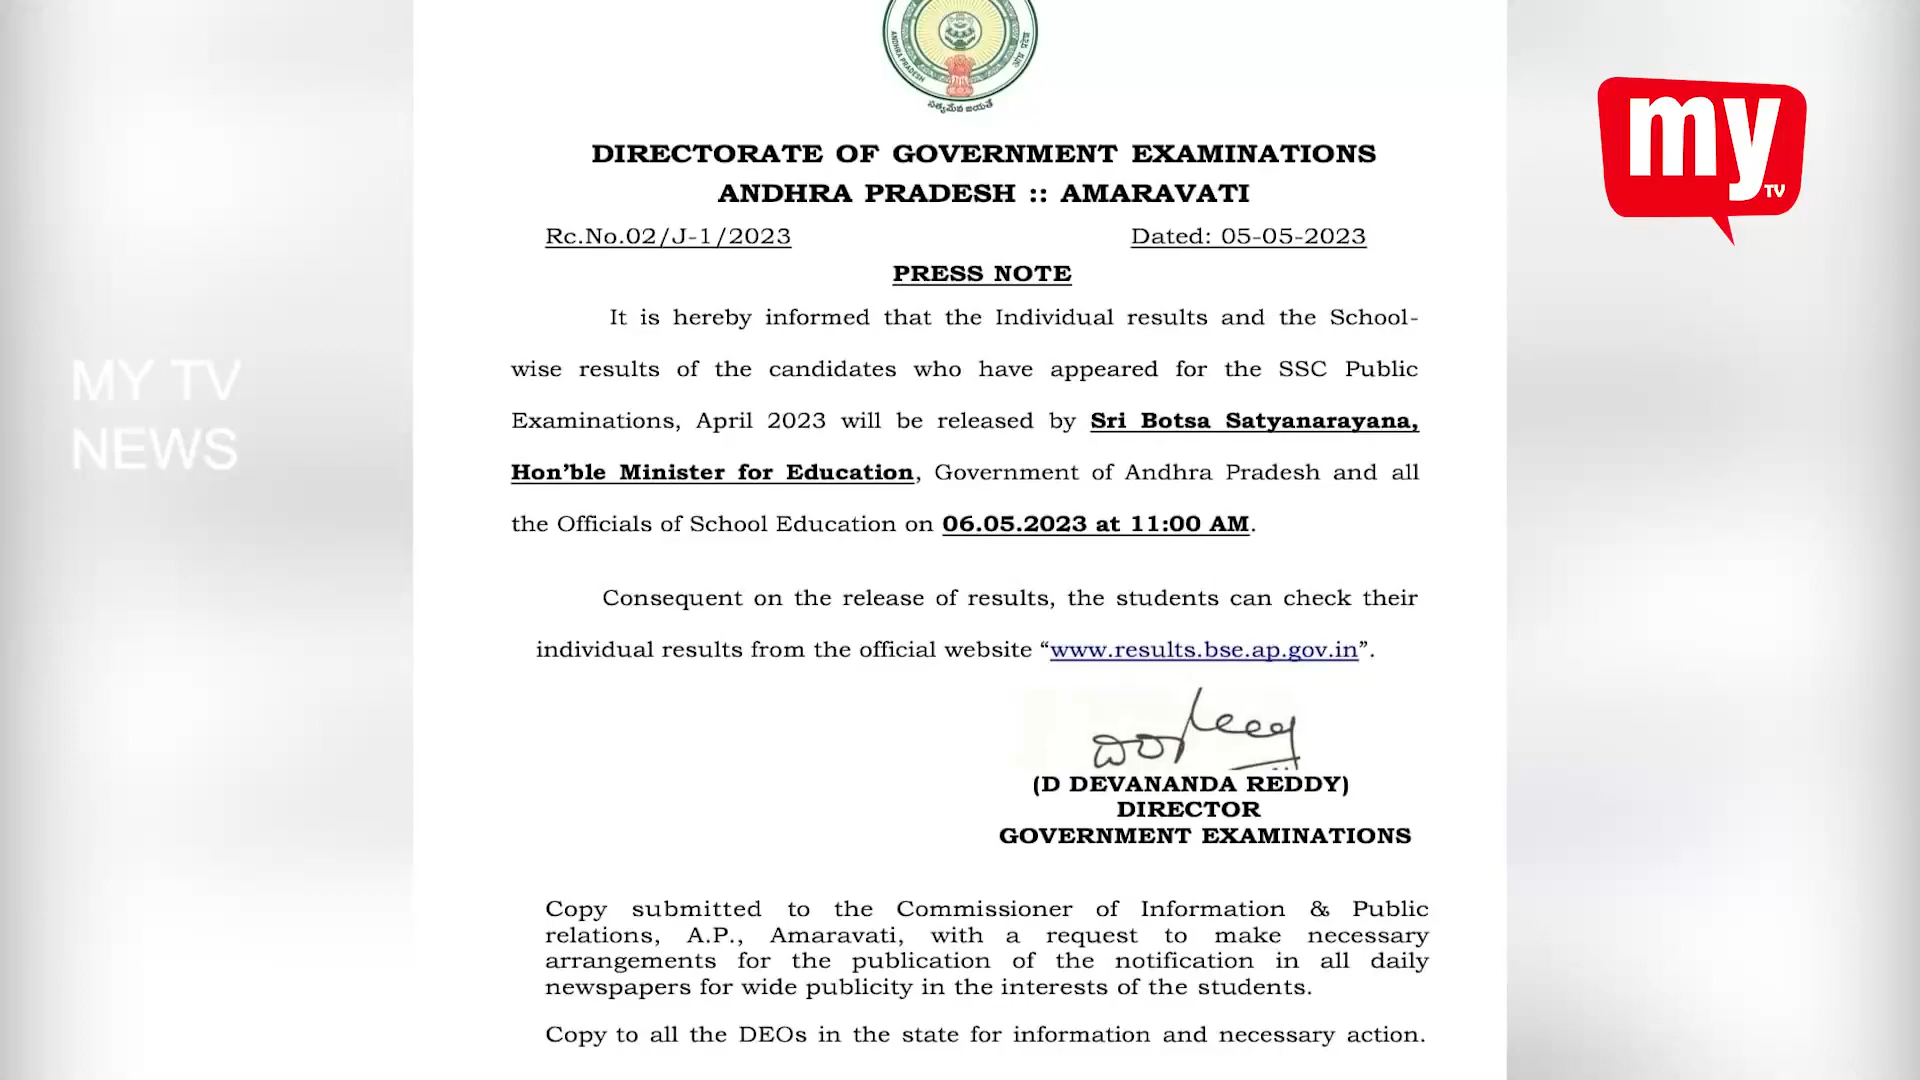 ANDHRA PRADESH
आंध्र प्रदेश
సత్యమేవ జయతే
my
TV
DIRECTORATE OF GOVERNMENT EXAMINATIONS
ANDHRA PRADESH :: AMARAVATI
Rc.No.02/J-1/2023 Dated: 05-05-2023
PRESS NOTE
It is hereby informed that the Individual results and the School-
wise results of the candidates who have appeared for the SSC Public
Examinations, April 2023 will be released by Sri Botsa Satyanarayana,
Hon’ble Minister for Education, Government of Andhra Pradesh and all
the Officials of School Education on 06.05.2023 at 11:00 AM.
Consequent on the release of results, the students can check their
individual results from the official website “www.results.bse.ap.gov.in”.
(D DEVANANDA REDDY)
DIRECTOR
GOVERNMENT EXAMINATIONS
Copy submitted to the Commissioner of Information & Public
relations, A.P., Amaravati, with a request to make necessary
arrangements for the publication of the notification in all daily
newspapers for wide publicity in the interests of the students.
Copy to all the DEOs in the state for information and necessary action.
MY TV
NEWS